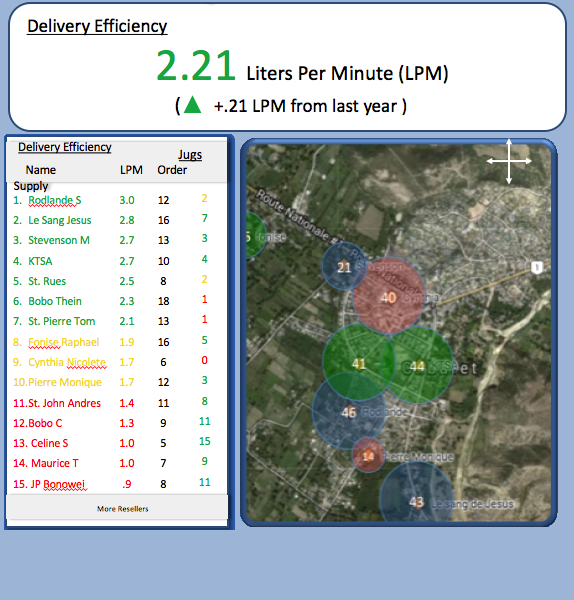 Delivery Efficiency
2.21 Liters Per Minute (LPM)
( ▲ +.21 LPM from last year )
Delivery Efficiency
Jugs
Name LPM Order
Supply
1. Rodlande S 3.0 12 2
2. Le Sang Jesus 2.8 16 7
3. Stevenson M 2.7 13 3
4. KTSA 2.7 10 4
5. St. Rues 2.5 8 2
6. Bobo Thein 2.3 18 1
7. St. Pierre Tom 2.1 13 1
8. Fonise Raphael 1.9 16 5
9. Cynthia Nicolete 1.7 6 0
10.Pierre Monique 1.7 12 3
11.St. John Andres 1.4 11 8
12.Bobo C 1.3 9 11
13. Celine S 1.0 5 15
14. Maurice T 1.0 7 9
15. JP Bonowei .9 8 11
More Resellers
Route Nationale
5 fonise
21
1
40
41
44
et
46 Rodlande
14 Pierre Monique
43 Le sang de Jesus